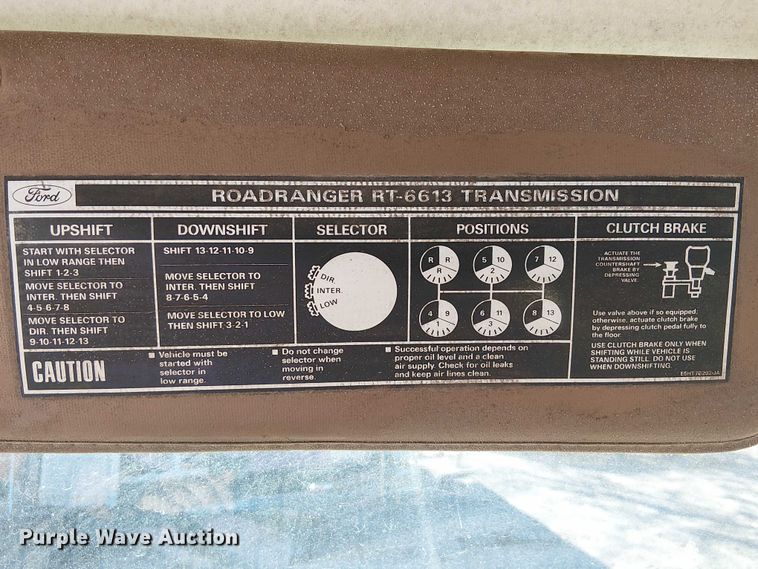 Ford
ROADRANGER RT-6613 TRANSMISSION
UPSHIFT
START WITH SELECTOR
IN LOW RANGE THEN
SHIFT 1-2-3
MOVE SELECTOR TO
INTER. THEN SHIFT
4-5-6-7-8
MOVE SELECTOR TO
DIR. THEN SHIFT
9-10-11-12-13
DOWNSHIFT
SHIFT 13-12-11-10-9
MOVE SELECTOR TO
INTER. THEN SHIFT
8-7-6-5-4
MOVE SELECTOR TO LOW
THEN SHIFT 3-2-1
SELECTOR
DIR.
INTER.
LOW
POSITIONS
R R
R
5 10
2
7 12
4 9
1
6 11
3
8 13
CLUTCH BRAKE
ACTUATE THE
TRANSMISSION
COUNTERSHAFT
BRAKE BY
DEPRESSING
VALVE.
Use valve above if so equipped;
otherwise, actuate clutch brake
by depressing clutch pedal fully to
the floor.
USE CLUTCH BRAKE ONLY WHEN
SHIFTING WHILE VEHICLE IS
STANDING STILL. DO NOT USE
WHEN DOWNSHIFTING.
CAUTION
■ Vehicle must be
started with
selector in
low range.
■ Do not change
selector when
moving in
reverse.
■ Successful operation depends on
proper oil level and a clean
air supply. Check for oil leaks
and keep air lines clean.
Purple Wave Auction